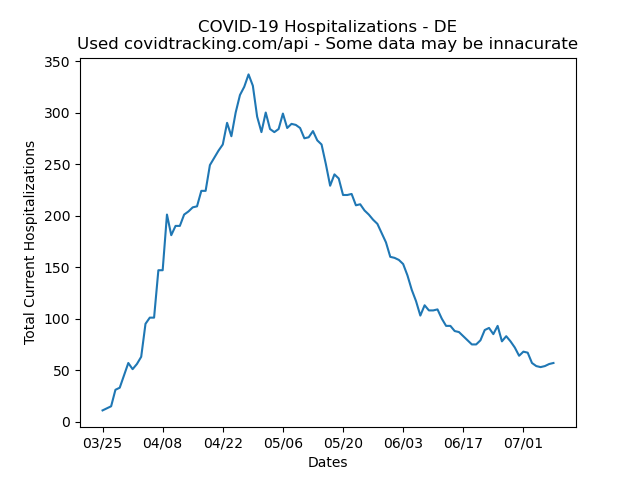 COVID-19 Hospitalizations - DE
Used covidtracking.com/api - Some data may be innacurate
Total Current Hospitalizations
350
300
250
200
150
100
50
0
03/25 04/08 04/22 05/06 05/20 06/03 06/17 07/01
Dates